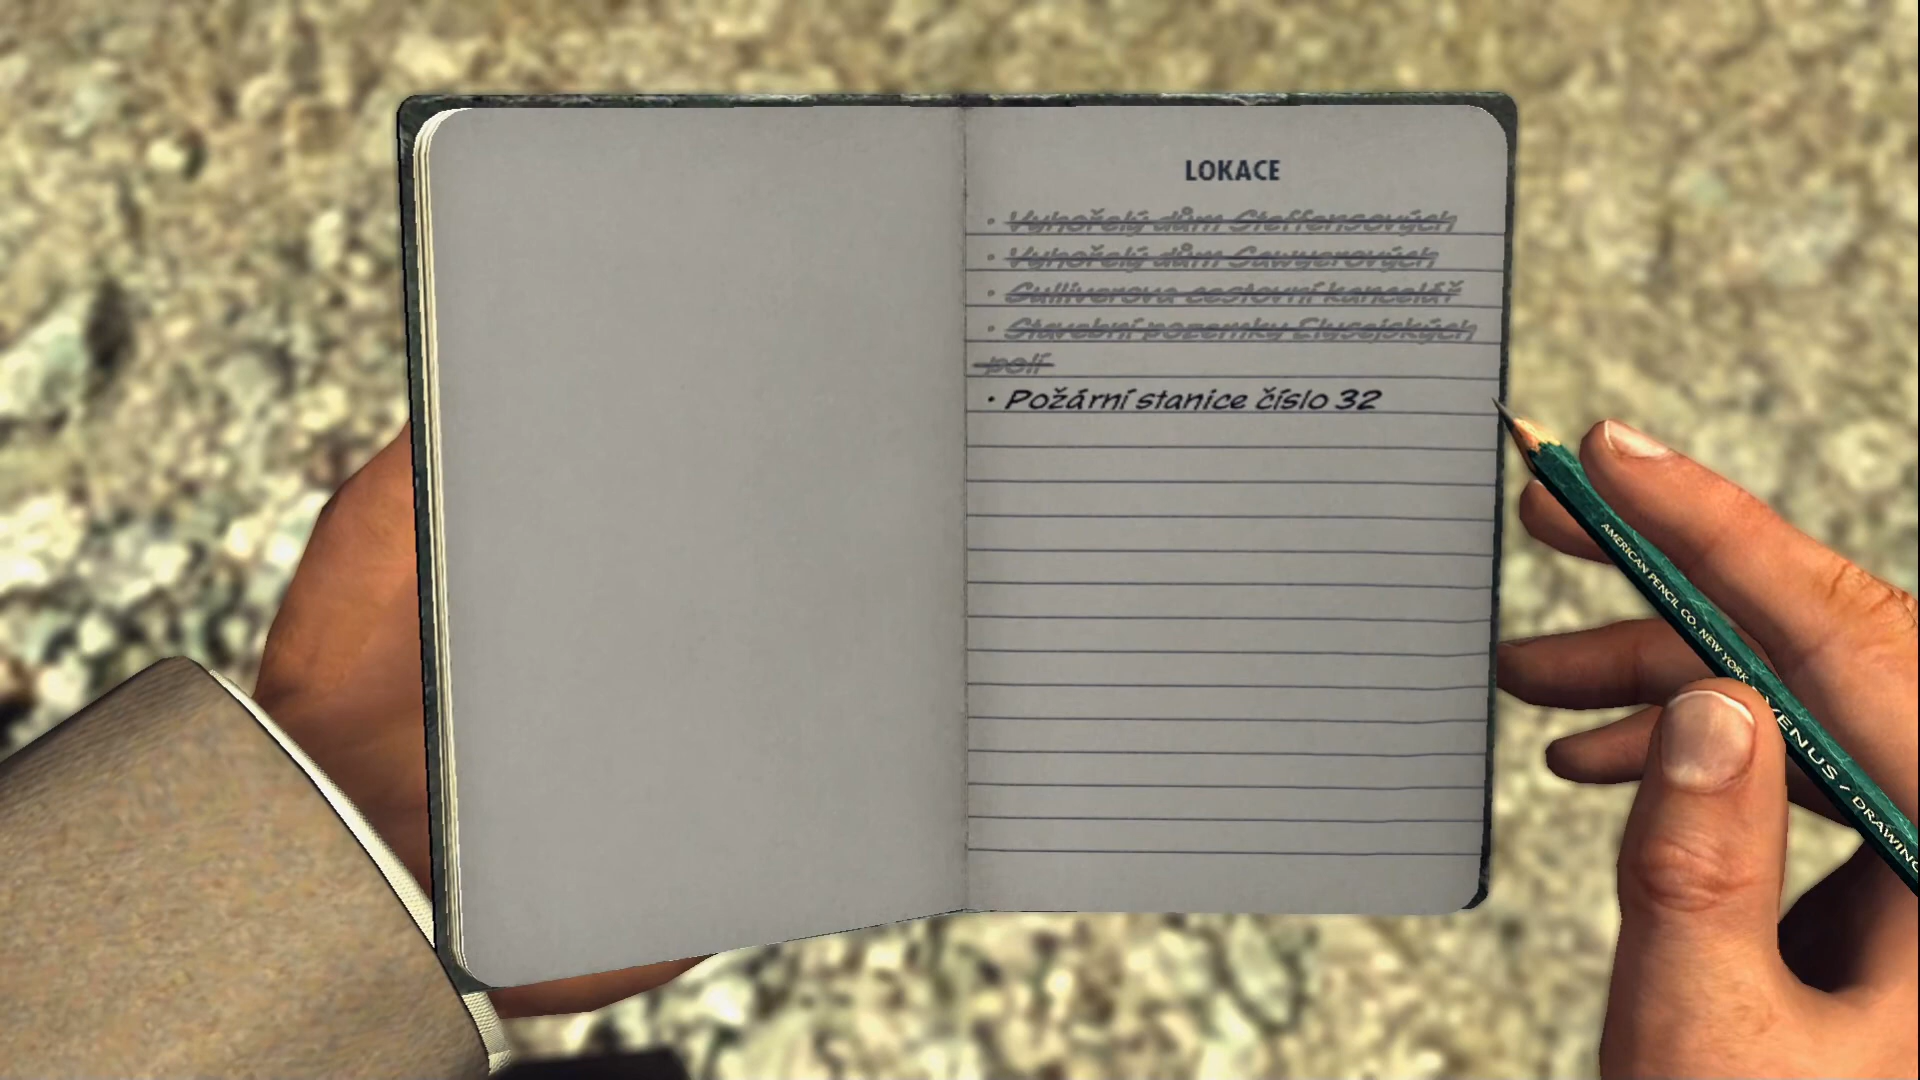 LOKACE
· Vyhořelý dům Steffensových
· Vyhořelý dům Sawyerových
· Gulliverova cestovní kancelář
· Stavební pozemky Elysejských
polí
· Požární stanice číslo 32
AMERICAN PENCIL CO. NEW YORK VENUS / DRAWING